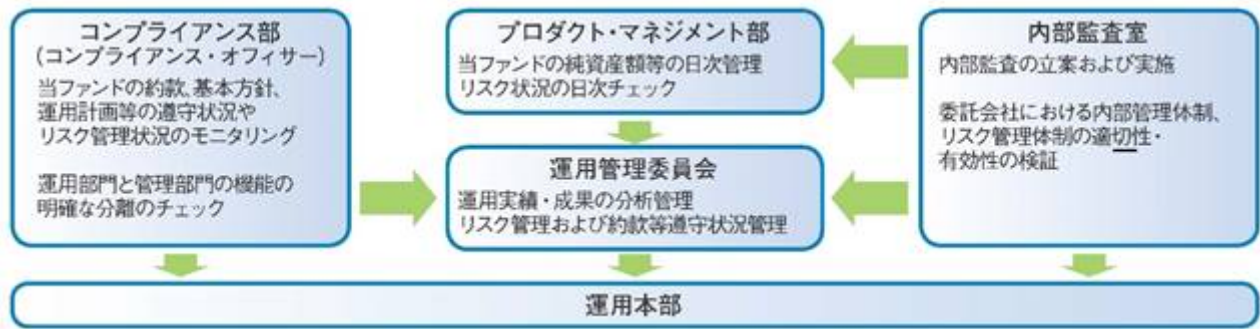 コンプライアンス部
(コンプライアンス・オフィサー)
当ファンドの約款、基本方針、
運用計画等の遵守状況や
リスク管理状況のモニタリング
運用部門と管理部門の機能の
明確な分離のチェック
プロダクト・マネジメント部
当ファンドの純資産額等の日次管理
リスク状況の日次チェック
運用管理委員会
運用実績・成果の分析管理
リスク管理および約款等遵守状況管理
内部監査室
内部監査の立案および実施
委託会社における内部管理体制、
リスク管理体制の適切性・
有効性の検証
運用本部